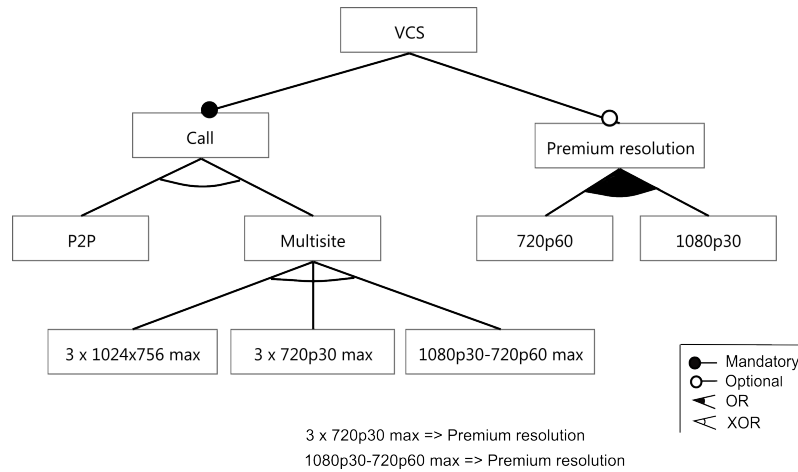 VCS
Call
Premium resolution
P2P
Multisite
720p60
1080p30
3 x 1024x756 max
3 x 720p30 max
1080p30-720p60 max
Mandatory
Optional
OR
XOR
3 x 720p30 max => Premium resolution
1080p30-720p60 max => Premium resolution